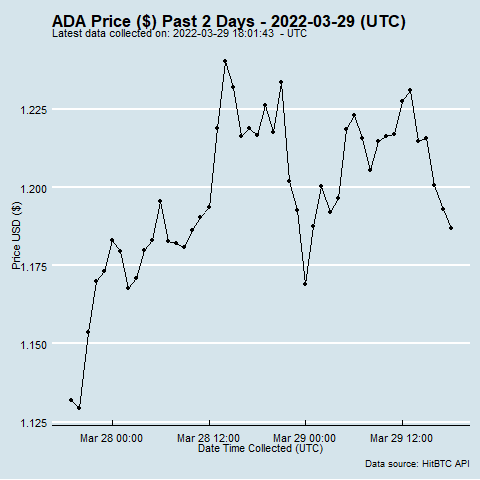 ADA Price ($) Past 2 Days - 2022-03-29 (UTC)
Latest data collected on: 2022-03-29 18:01:43 - UTC
Price USD ($)
1.225
1.200
1.175
1.150
1.125
Mar 28 00:00
Mar 28 12:00
Mar 29 00:00
Mar 29 12:00
Date Time Collected (UTC)
Data source: HitBTC API